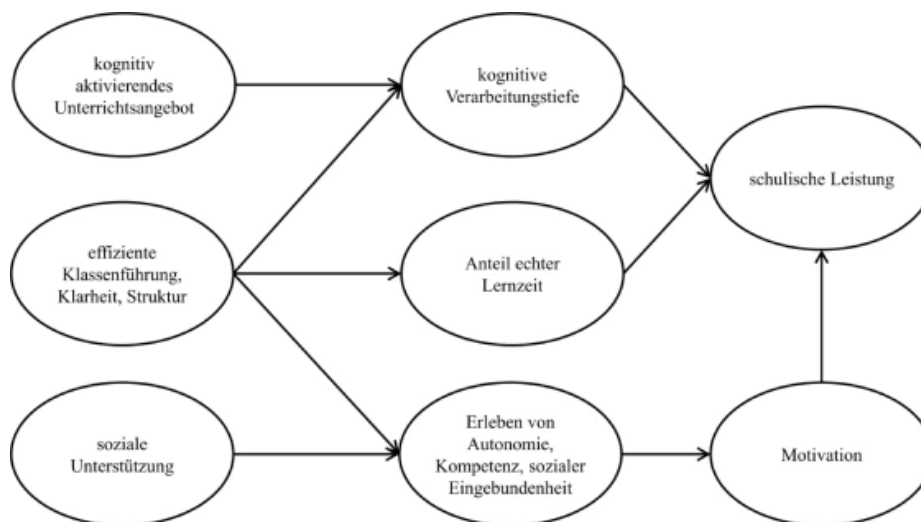 kognitiv
aktivierendes
Unterrichtsangebot
kognitive
Verarbeitungstiefe
schulische Leistung
effiziente
Klassenführung,
Klarheit, Struktur
Anteil echter
Lernzeit
soziale
Unterstützung
Erleben von
Autonomie,
Kompetenz, sozialer
Eingebundenheit
Motivation